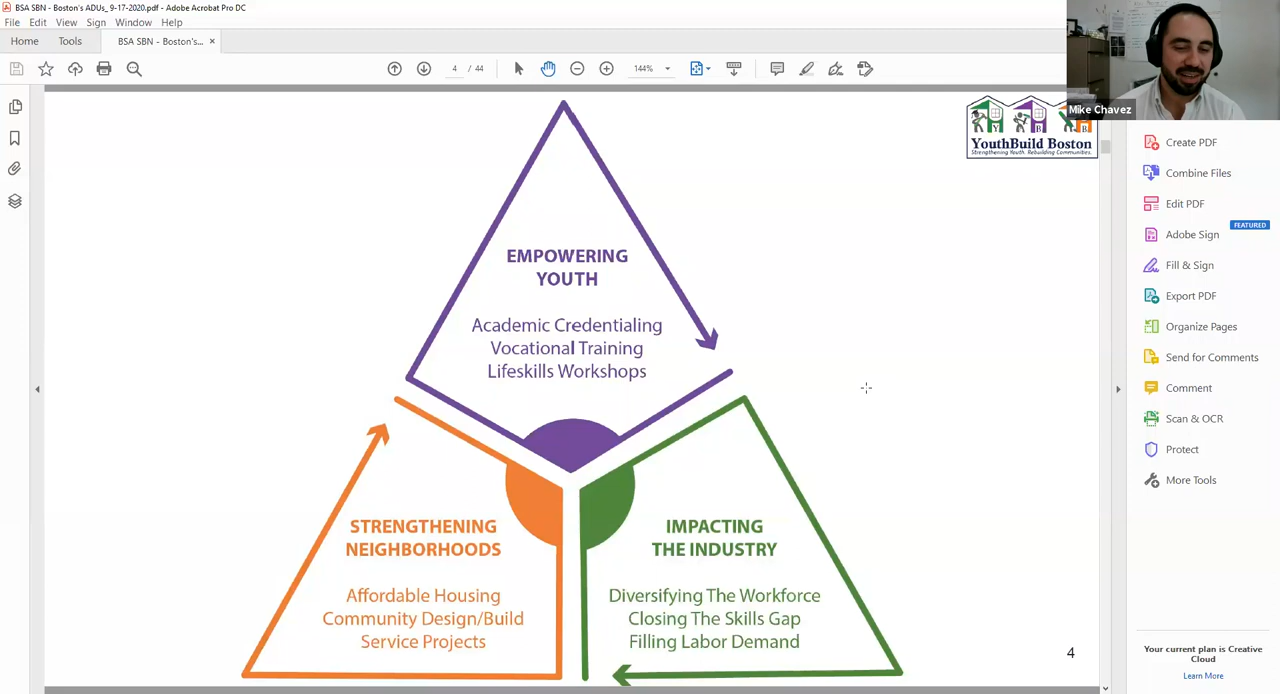 BSA SBN - Boston's ADUs_ 9-17-2020.pdf - Adobe Acrobat Pro DC
File Edit View Sign Window Help
Home Tools BSA SBN - Boston's... ×
4 / 44 144%
Mike Chavez
Y B
YouthBuild Boston
Strengthening Youth. Rebuilding Communities.
EMPOWERING
YOUTH
Academic Credentialing
Vocational Training
Lifeskills Workshops
STRENGTHENING
NEIGHBORHOODS
Affordable Housing
Community Design/Build
Service Projects
IMPACTING
THE INDUSTRY
Diversifying The Workforce
Closing The Skills Gap
Filling Labor Demand
4
Create PDF
Combine Files
Edit PDF
FEATURED
Adobe Sign
Fill & Sign
Export PDF
Organize Pages
Send for Comments
Comment
Scan & OCR
Protect
More Tools
Your current plan is Creative
Cloud
Learn More